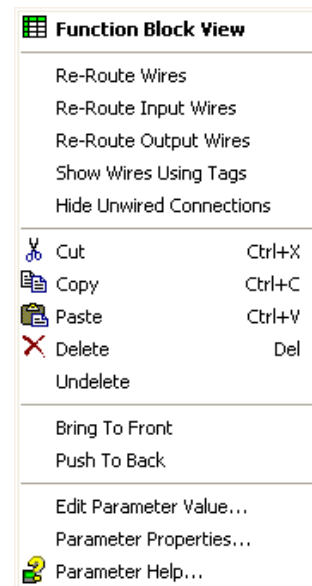 Function Block View
Re-Route Wires
Re-Route Input Wires
Re-Route Output Wires
Show Wires Using Tags
Hide Unwired Connections
Cut Ctrl+X
Copy Ctrl+C
Paste Ctrl+V
Delete Del
Undelete
Bring To Front
Push To Back
Edit Parameter Value...
Parameter Properties...
Parameter Help...